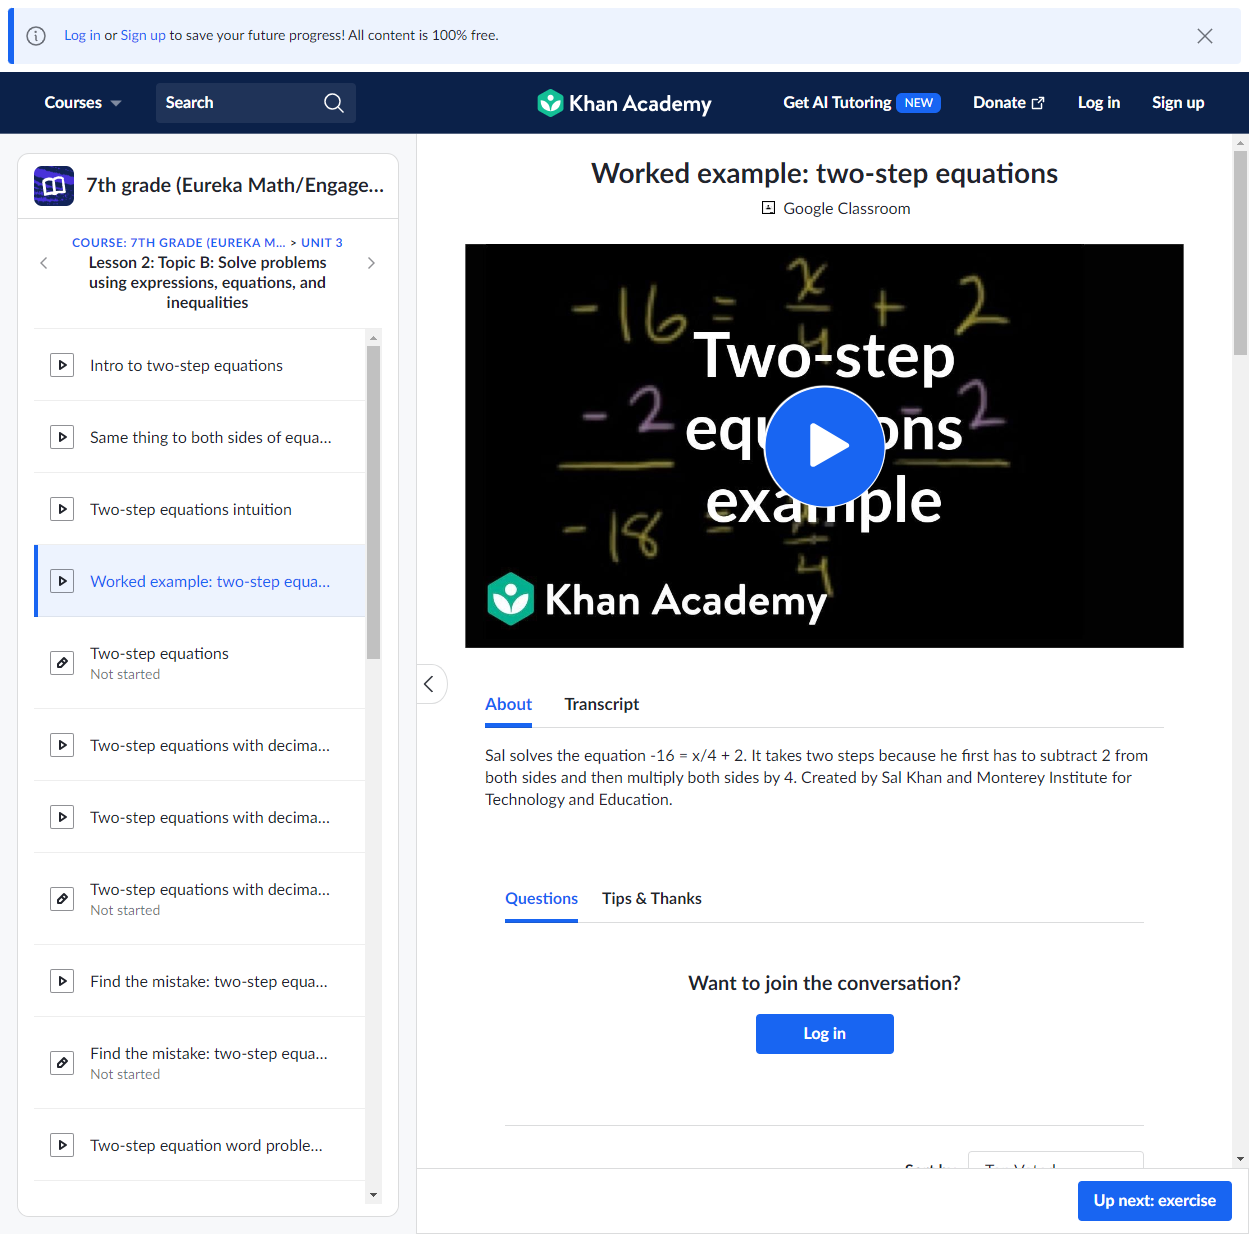 Log in or Sign up to save your future progress! All content is 100% free.
Courses
Search
Khan Academy
Get AI Tutoring NEW
Donate
Log in
Sign up
7th grade (Eureka Math/Engage...
COURSE: 7TH GRADE (EUREKA M... > UNIT 3
Lesson 2: Topic B: Solve problems
using expressions, equations, and
inequalities
Intro to two-step equations
Same thing to both sides of equa...
Two-step equations intuition
Worked example: two-step equa...
Two-step equations
Not started
Two-step equations with decima...
Two-step equations with decima...
Two-step equations with decima...
Not started
Find the mistake: two-step equa...
Find the mistake: two-step equa...
Not started
Two-step equation word proble...
Worked example: two-step equations
Google Classroom
-16 = x/4 + 2
Two-step
- 2 - 2
example
-18 = x/4
Khan Academy
About
Transcript
Sal solves the equation -16 = x/4 + 2. It takes two steps because he first has to subtract 2 from
both sides and then multiply both sides by 4. Created by Sal Khan and Monterey Institute for
Technology and Education.
Questions
Tips & Thanks
Want to join the conversation?
Log in
Up next: exercise